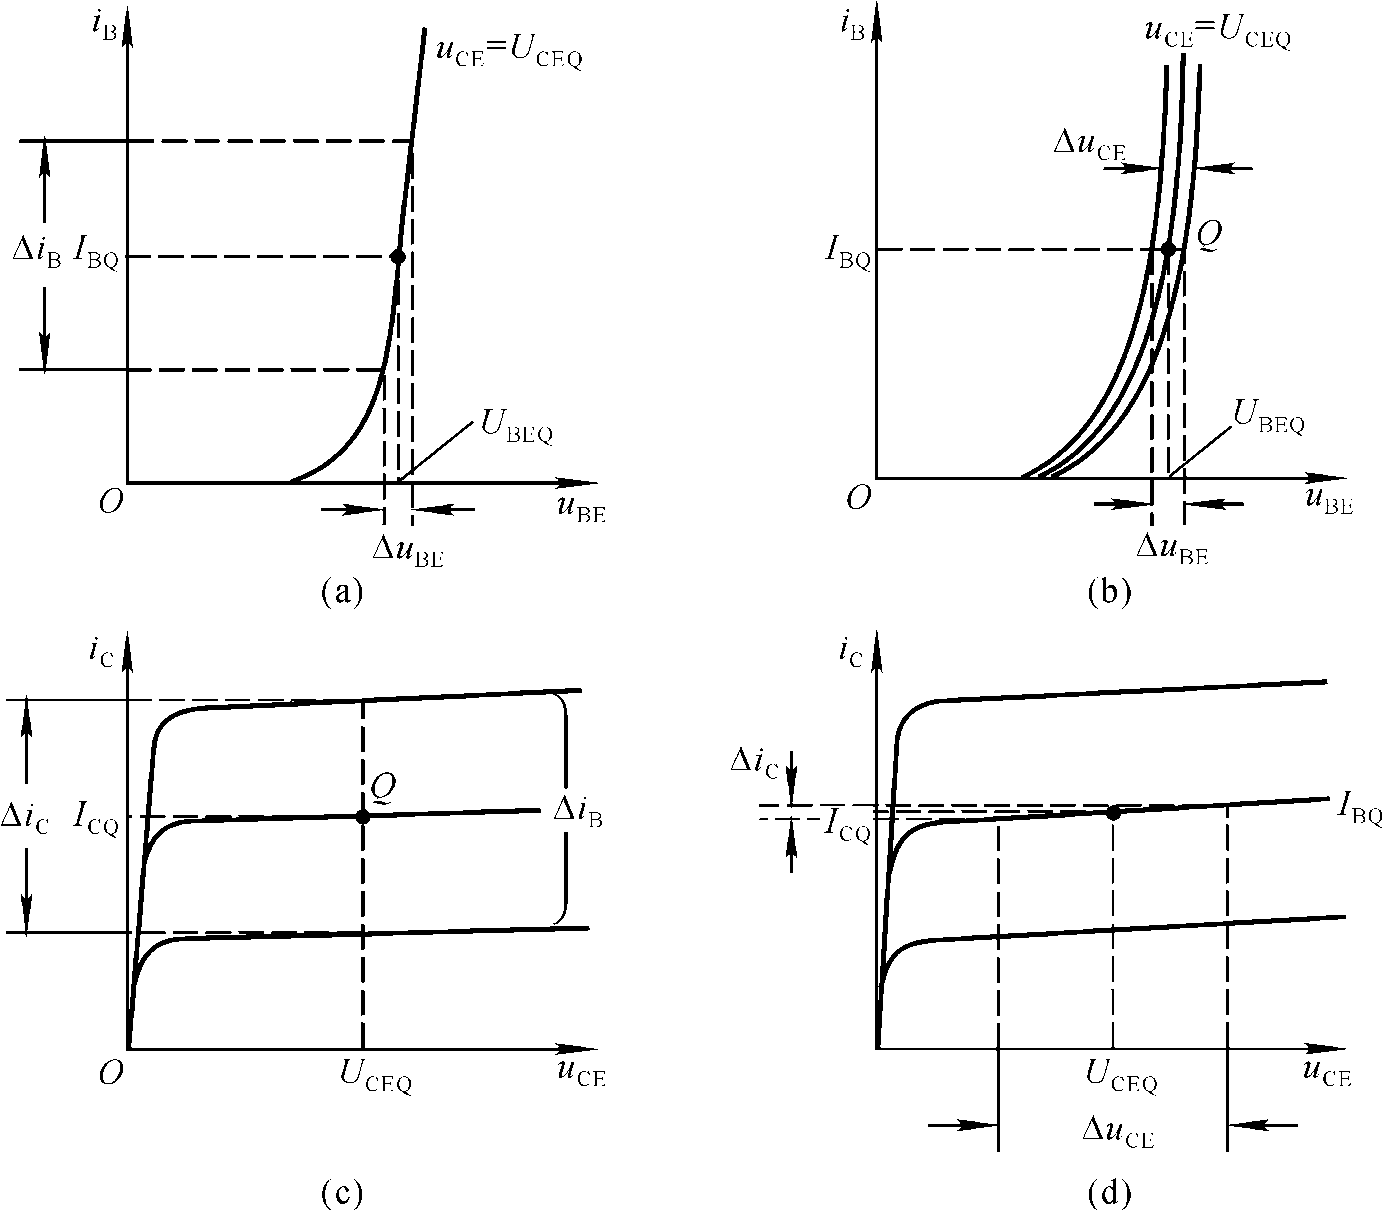 iB
uCE=UCEQ
ΔiB
IBQ
UBEQ
O
uBE
ΔuBE
(a)
iB
uCE=UCEQ
ΔuCE
IBQ
Q
UBEQ
O
uBE
ΔuBE
(b)
iC
Q
ΔiC
ICQ
ΔiB
O
UCEQ
uCE
(c)
iC
ΔiC
ICQ
IBQ
UCEQ
uCE
ΔuCE
(d)